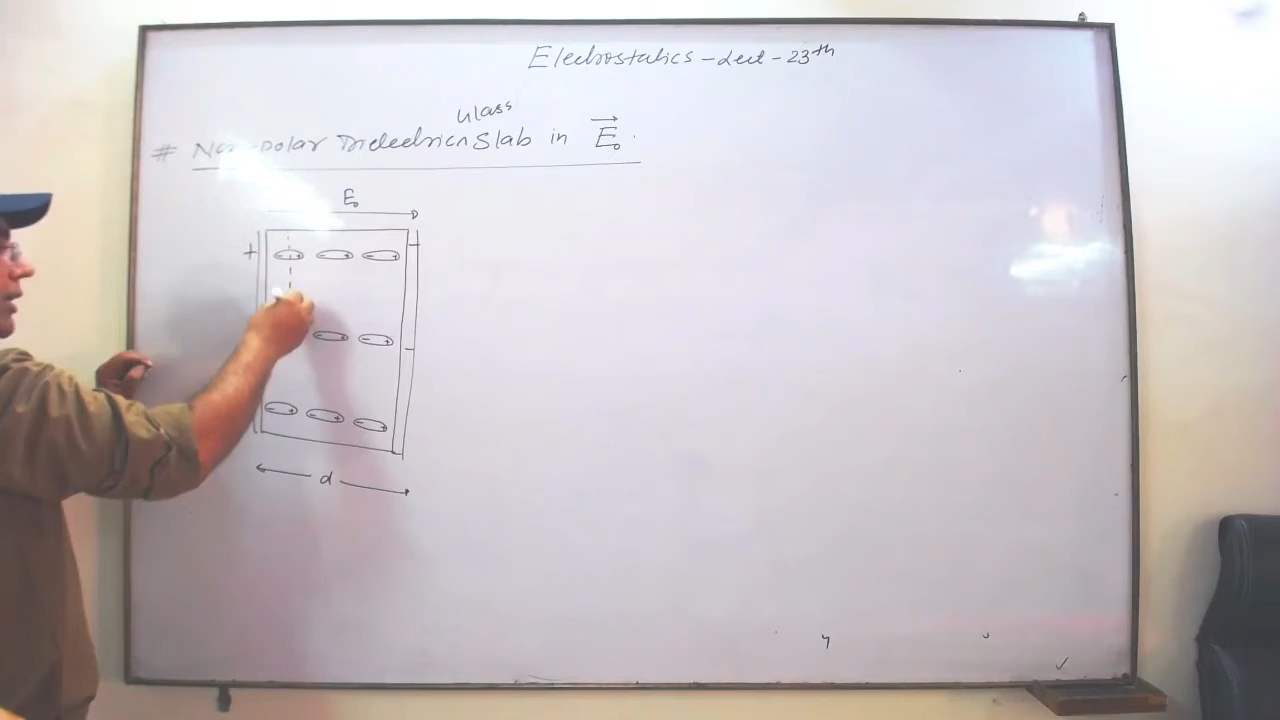 Electrostatics - Lect - 23th
Glass
# Non-Polar Dielectric Slab in E₀.
E₀
+
- + - + - +
- + - +
- + - + - +
d